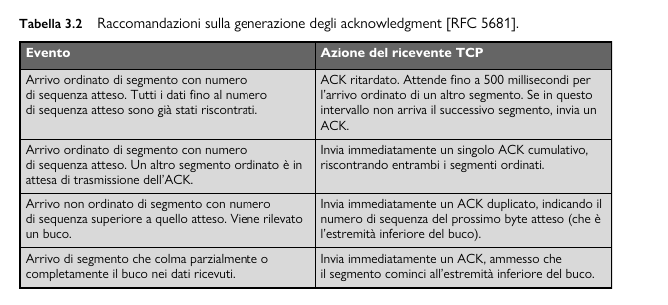 Tabella 3.2 Raccomandazioni sulla generazione degli acknowledgment [RFC 5681].
Evento
Azione del ricevente TCP
Arrivo ordinato di segmento con numero
di sequenza atteso. Tutti i dati fino al numero
di sequenza atteso sono già stati riscontrati.
ACK ritardato. Attende fino a 500 millisecondi per
l'arrivo ordinato di un altro segmento. Se in questo
intervallo non arriva il successivo segmento, invia un
ACK.
Arrivo ordinato di segmento con numero
di sequenza atteso. Un altro segmento ordinato è in
attesa di trasmissione dell'ACK.
Invia immediatamente un singolo ACK cumulativo,
riscontrando entrambi i segmenti ordinati.
Arrivo non ordinato di segmento con numero
di sequenza superiore a quello atteso. Viene rilevato
un buco.
Invia immediatamente un ACK duplicato, indicando il
numero di sequenza del prossimo byte atteso (che è
l'estremità inferiore del buco).
Arrivo di segmento che colma parzialmente o
completamente il buco nei dati ricevuti.
Invia immediatamente un ACK, ammesso che
il segmento cominci all'estremità inferiore del buco.